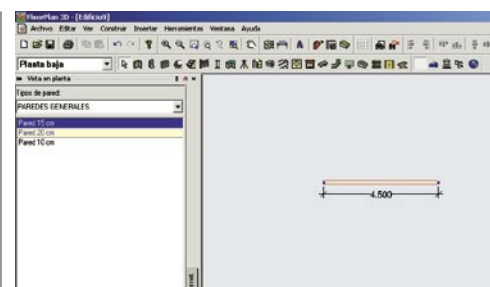 FloorPlan 3D - [Edificio9]
Archivo Editar Ver Construir Insertar Herramientas Ventana Ayuda
Planta baja
Vista en planta
Tipos de pared:
PAREDES GENERALES
Pared 15 cm
Pared 20 cm
Pared 10 cm
4,500